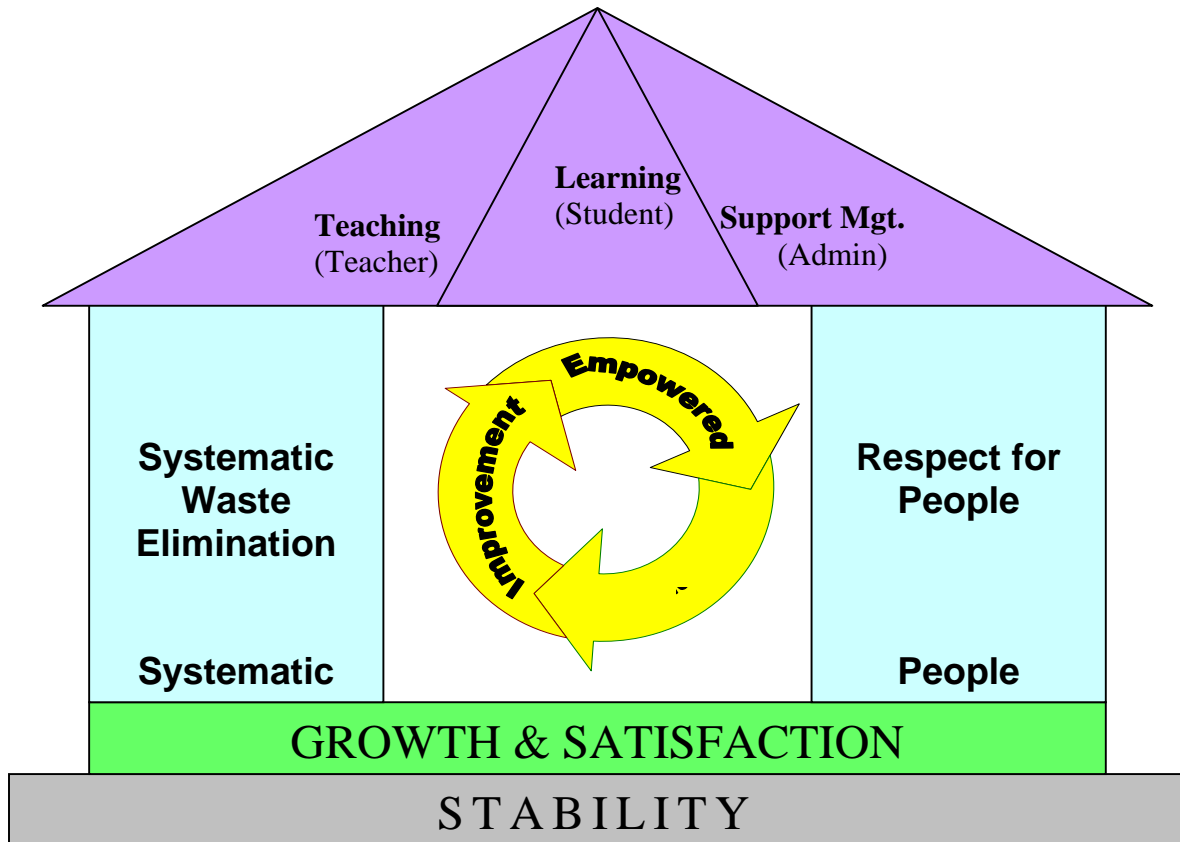 Learning
(Student)
Teaching
(Teacher)
Support Mgt.
(Admin)
Empowered
Improvement
Systematic
Waste
Elimination
Respect for
People
Systematic
People
GROWTH & SATISFACTION
STABILITY